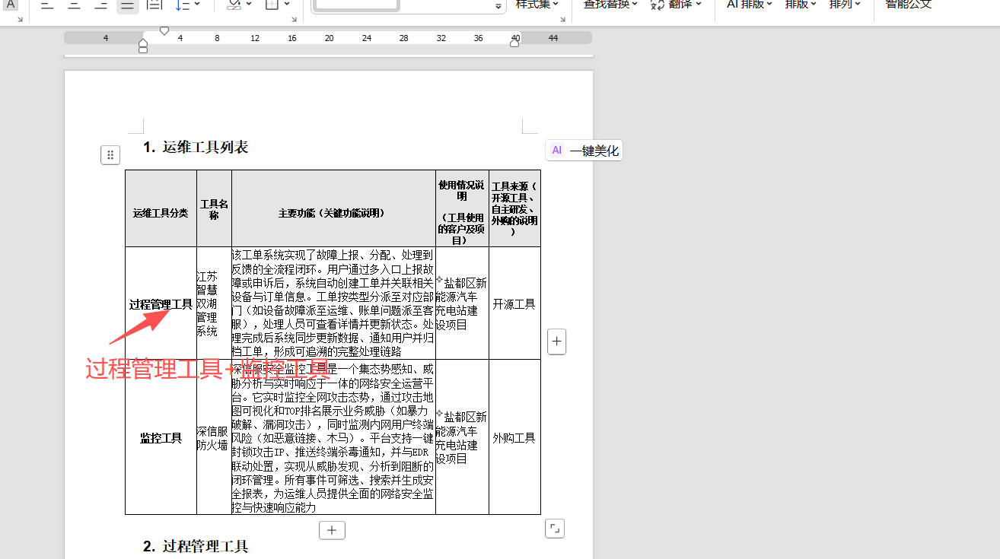 A
样式集
查找替换
翻译
AI 排版
排版
排列
智能公文
4 4 8 12 16 20 24 28 32 36 40 44
1. 运维工具列表
AI 一键美化
运维工具分类
工具名
称
主要功能（关键功能说明）
使用情况说
明
（工具使用
的客户及项
目）
工具来源（
开源工具、
自主研发、
外购的说明
）
过程管理工具
江苏
智慧
双湖
管理
系统
该工单系统实现了故障上报、分配、处理到
反馈的全流程闭环。用户通过多入口上报故
障或申诉后，系统自动创建工单并关联相关
设备与订单信息。工单按类型分派至对应部
门（如设备故障派至运维、账单问题派至客
服），处理人员可查看详情并更新状态。处
理完成后系统同步更新数据、通知用户并归
档工单，形成可追溯的完整处理链路
盐都区新
能源汽车
充电站建
设项目
开源工具
过程管理工具+监控工具
监控工具
深信服
防火墙
深信服安全监控工具是一个集态势感知、威
胁分析与实时响应于一体的网络安全运营平
台。它实时监控全网攻击态势，通过攻击地
图可视化和TOP排名展示业务威胁（如暴力
破解、漏洞攻击），同时监测内网用户终端
风险（如恶意链接、木马）。平台支持一键
封锁攻击IP、推送终端杀毒通知，并与EDR
联动处置，实现从威胁发现、分析到阻断的
闭环管理。所有事件可筛选、搜索并生成安
全报表，为运维人员提供全面的网络安全监
控与快速响应能力
盐都区新
能源汽车
充电站建
设项目
外购工具
2. 过程管理工具